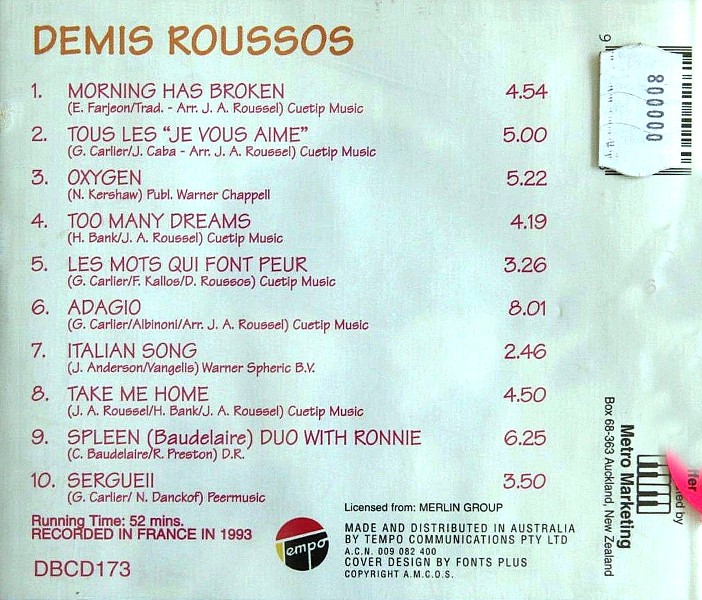 DEMIS ROUSSOS
1. MORNING HAS BROKEN 4.54
(E. Farjeon/Trad. - Arr. J. A. Roussel) Cuetip Music
2. TOUS LES "JE VOUS AIME" 5.00
(G. Carlier/J. Caba - Arr. J. A. Roussel) Cuetip Music
3. OXYGEN 5.22
(N. Kershaw) Publ. Warner Chappell
4. TOO MANY DREAMS 4.19
(H. Bank/J. A. Roussel) Cuetip Music
5. LES MOTS QUI FONT PEUR 3.26
(G. Carlier/F. Kallos/D. Roussos) Cuetip Music
6. ADAGIO 8.01
(G. Carlier/Albinoni/Arr. J. A. Roussel) Cuetip Music
7. ITALIAN SONG 2.46
(J. Anderson/Vangelis) Warner Spheric B.V.
8. TAKE ME HOME 4.50
(J. A. Roussel/H. Bank/J. A. Roussel) Cuetip Music
9. SPLEEN (Baudelaire) DUO WITH RONNIE 6.25
(C. Baudelaire/R. Preston) D.R.
10. SERGUEII 3.50
(G. Carlier/ N. Danckof) Peermusic
Running Time: 52 mins.
RECORDED IN FRANCE IN 1993
DBCD173
Tempo
Licensed from: MERLIN GROUP
MADE AND DISTRIBUTED IN AUSTRALIA
BY TEMPO COMMUNICATIONS PTY LTD
A.C.N. 009 082 400
COVER DESIGN BY FONTS PLUS
COPYRIGHT A.M.C.O.S.
9
800000
by
Metro Marketing
Box 68-363 Auckland, New Zealand